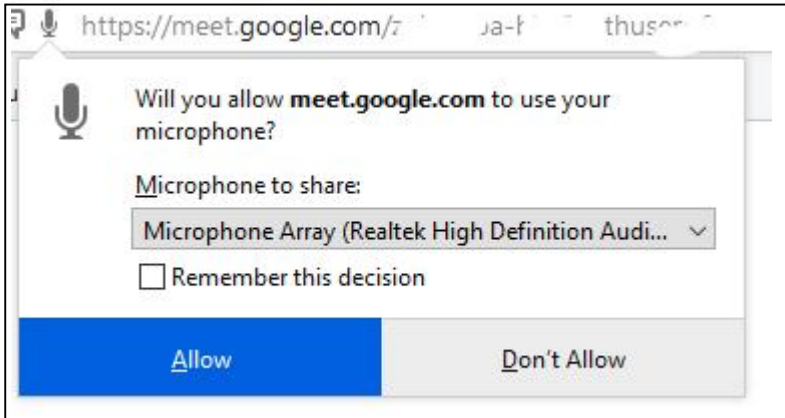 https://meet.google.com/
Will you allow meet.google.com to use your
microphone?
Microphone to share:
Microphone Array (Realtek High Definition Audi...
Remember this decision
Allow
Don't Allow